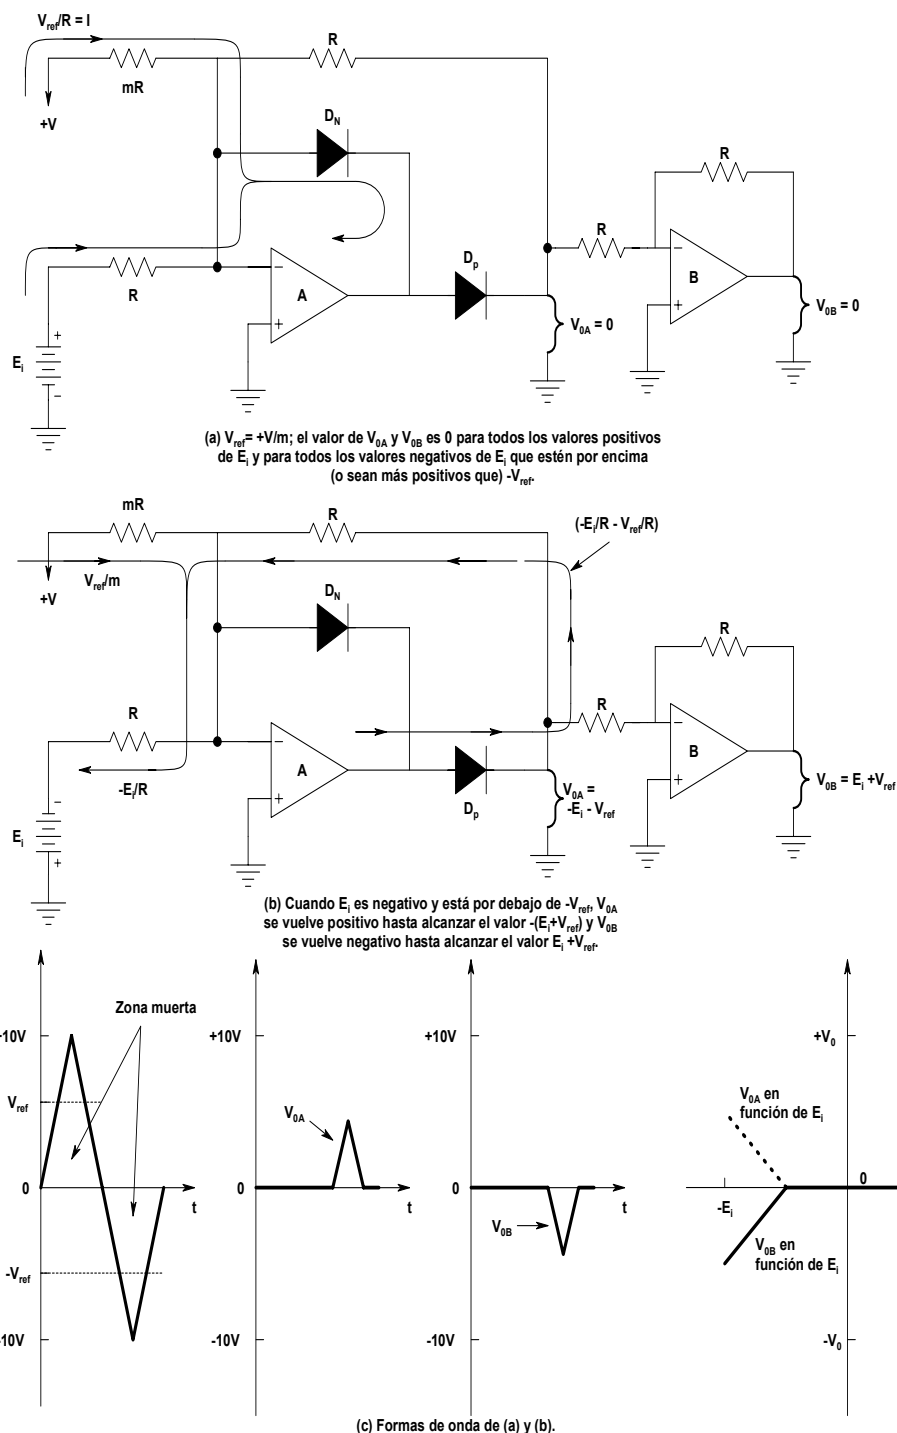 V_ref/R = I
R
mR
+V
D_N
R
R
R
A
D_p
B
V_0A = 0
V_0B = 0
E_i
+
−
−
+
−
+
(a) V_ref= +V/m; el valor de V_0A y V_0B es 0 para todos los valores positivos
de E_i y para todos los valores negativos de E_i que estén por encima
(o sean más positivos que) -V_ref.
mR
R
(-E_i/R - V_ref/R)
V_ref/m
+V
D_N
R
R
R
A
B
-E_i/R
D_p
V_0A =
-E_i - V_ref
V_0B = E_i +V_ref
E_i
−
+
−
+
−
+
(b) Cuando E_i es negativo y está por debajo de -V_ref, V_0A
se vuelve positivo hasta alcanzar el valor -(E_i+V_ref) y V_0B
se vuelve negativo hasta alcanzar el valor E_i +V_ref.
Zona muerta
+10V
V_ref
0
t
-V_ref
-10V
+10V
V_0A
0
t
-10V
+10V
0
t
V_0B
-10V
+V_0
V_0A en
función de E_i
0
-E_i
V_0B en
función de E_i
-V_0
(c) Formas de onda de (a) y (b).